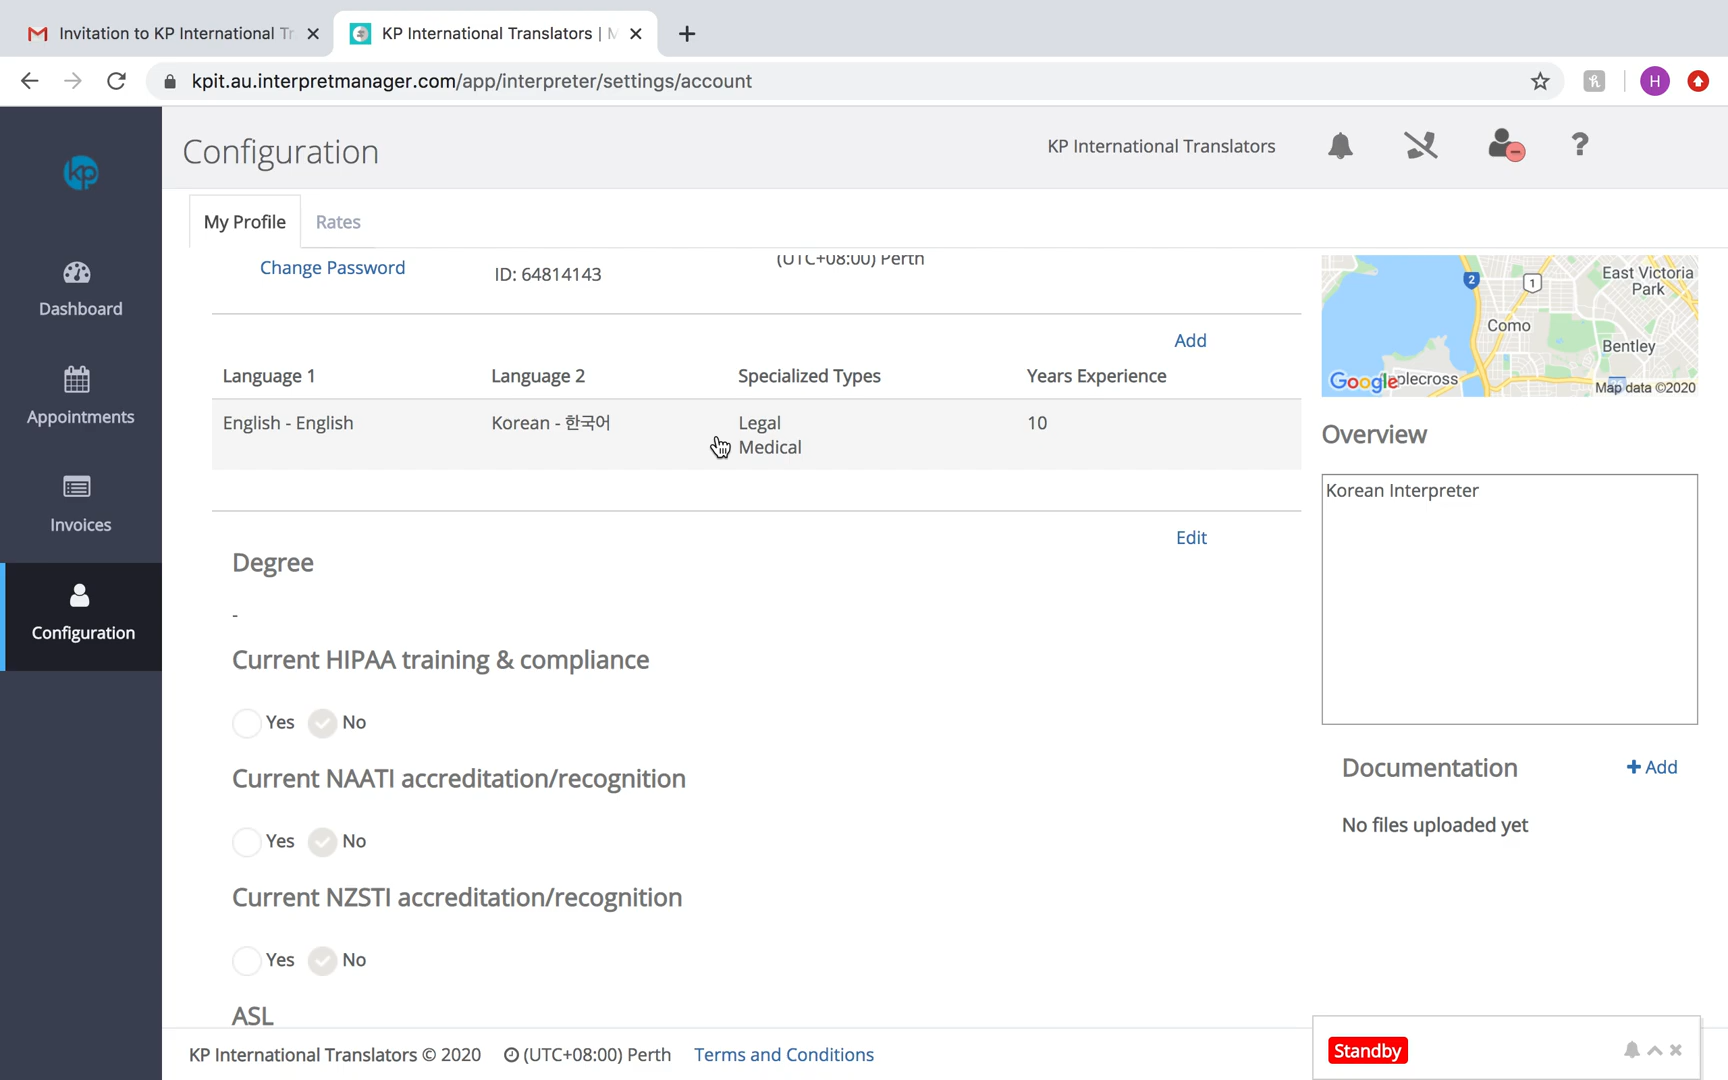 Invitation to KP International Tr
KP International Translators | M
kpit.au.interpretmanager.com/app/interpreter/settings/account
H
kp
Configuration
KP International Translators
?
My Profile
Rates
Dashboard
Appointments
Invoices
Configuration
Change Password
ID: 64814143
(UTC+08:00) Perth
Add
Language 1
Language 2
Specialized Types
Years Experience
English - English
Korean - 한국어
Legal
Medical
10
Edit
Degree
-
Current HIPAA training & compliance
Yes
No
Current NAATI accreditation/recognition
Yes
No
Current NZSTI accreditation/recognition
Yes
No
ASL
2
1
East Victoria
Park
Como
Bentley
Google
plecross
Map data ©2020
Overview
Korean Interpreter
Documentation
+ Add
No files uploaded yet
KP International Translators © 2020
(UTC+08:00) Perth
Terms and Conditions
Standby